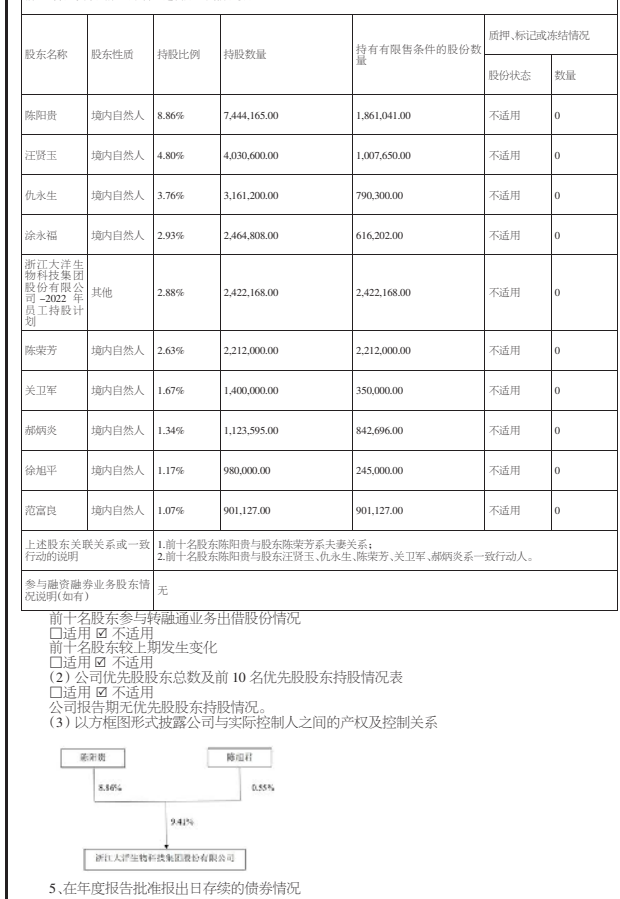 股东名称 股东性质 持股比例 持股数量 持有有限售条件的股份数量 质押、标记或冻结情况
股份状态 数量
陈阳贵 境内自然人 8.86% 7,444,165.00 1,861,041.00 不适用 0
汪贤玉 境内自然人 4.80% 4,030,600.00 1,007,650.00 不适用 0
仇永生 境内自然人 3.76% 3,161,200.00 790,300.00 不适用 0
涂永福 境内自然人 2.93% 2,464,808.00 616,202.00 不适用 0
浙江大洋生
物科技集团
股份有限公
司–2022 年
员工持股计
划 其他 2.88% 2,422,168.00 2,422,168.00 不适用 0
陈荣芳 境内自然人 2.63% 2,212,000.00 2,212,000.00 不适用 0
关卫军 境内自然人 1.67% 1,400,000.00 350,000.00 不适用 0
郝炳炎 境内自然人 1.34% 1,123,595.00 842,696.00 不适用 0
徐旭平 境内自然人 1.17% 980,000.00 245,000.00 不适用 0
范富良 境内自然人 1.07% 901,127.00 901,127.00 不适用 0
上述股东关联关系或一致行动的说明
1.前十名股东陈阳贵与股东陈荣芳系夫妻关系；
2.前十名股东陈阳贵与股东汪贤玉、仇永生、陈荣芳、关卫军、郝炳炎系一致行动人。
参与融资融券业务股东情况说明(如有) 无
前十名股东参与转融通业务出借股份情况
□适用 ☑ 不适用
前十名股东较上期发生变化
□适用 ☑ 不适用
（2）公司优先股股东总数及前 10 名优先股股东持股情况表
□适用 ☑ 不适用
公司报告期无优先股股东持股情况。
（3）以方框图形式披露公司与实际控制人之间的产权及控制关系
陈阳贵
8.86% 0.55%
9.41%
浙江大洋生物科技集团股份有限公司
5、在年度报告批准报出日存续的债券情况